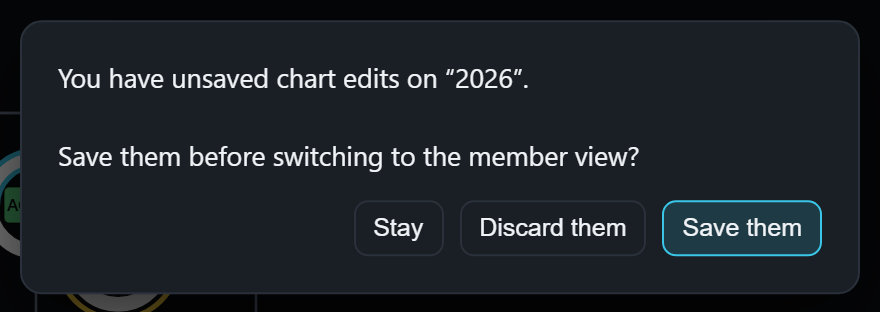 You have unsaved chart edits on “2026”.
Save them before switching to the member view?
Stay
Discard them
Save them